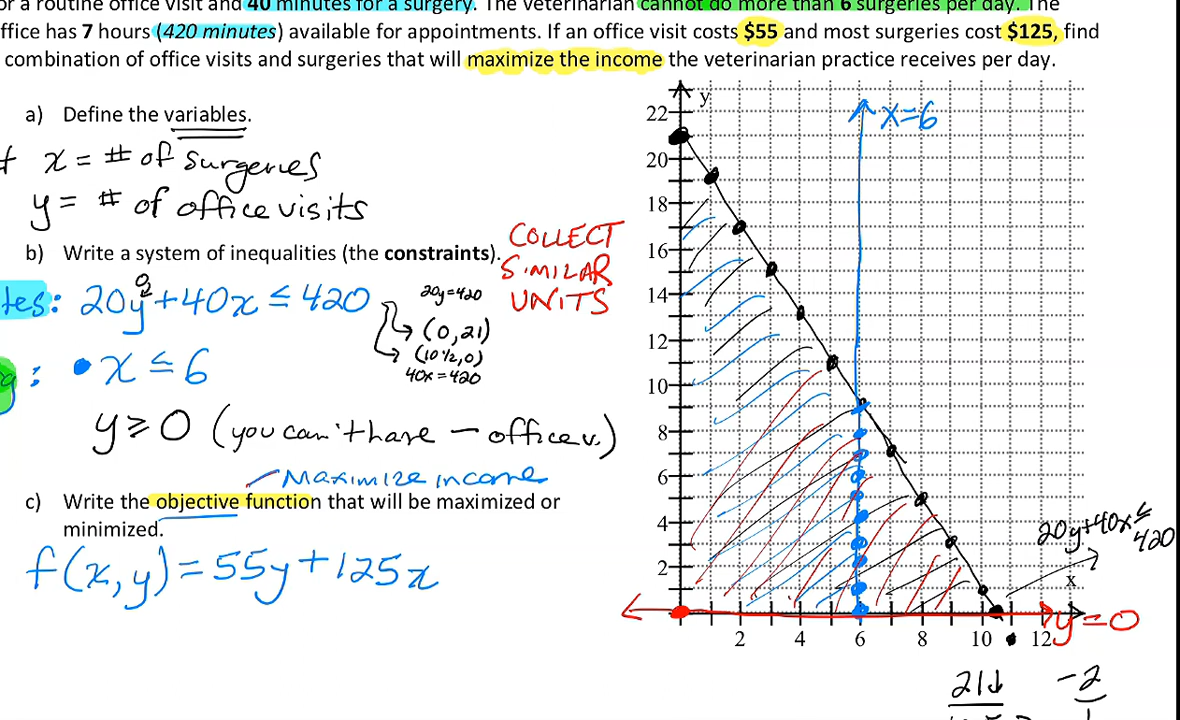 or a routine office visit and 40 minutes for a surgery. The veterinarian cannot do more than 6 surgeries per day. The
ffice has 7 hours (420 minutes) available for appointments. If an office visit costs $55 and most surgeries cost $125, find
combination of office visits and surgeries that will maximize the income the veterinarian practice receives per day.
a) Define the variables.
x = # of surgeries
y = # of office visits
b) Write a system of inequalities (the constraints).
COLLECT
SIMILAR
UNITS
tes: 20y + 40x ≤ 420
20y=420
(0,21)
(10 1/2,0)
40x=420
: • x ≤ 6
y ≥ 0 (you can't have - office v.)
Maximize income
c) Write the objective function that will be maximized or
minimized.
f(x,y) = 55y + 125x
y
x=6
22
20
18
16
14
12
10
8
6
4
2
20y+40x ≤
420
x
y=0
2 4 6 8 10 12
21↓
-2